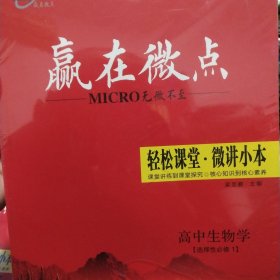 赢在微点
MICRO无微不至
轻松课堂·微讲小本
课堂讲练到课堂探究☆核心知识到核心素养
高中生物学
【选择性必修1】